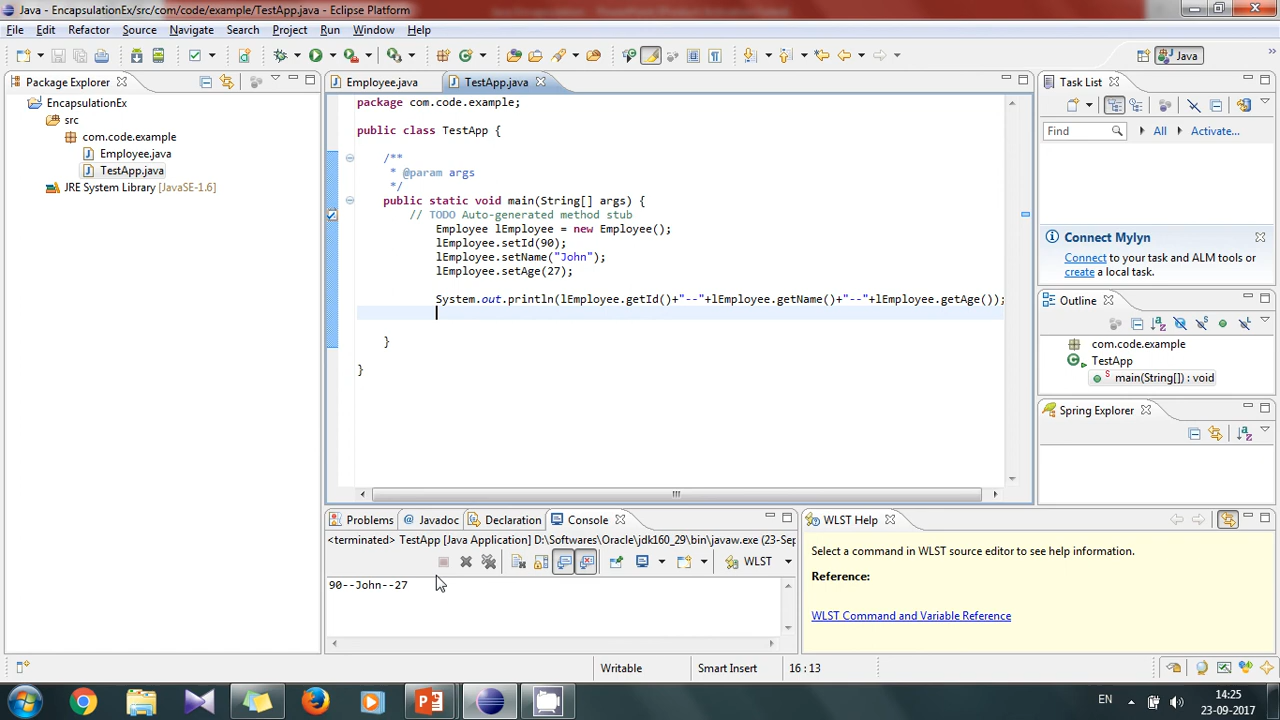 Java - EncapsulationEx/src/com/code/example/TestApp.java - Eclipse Platform
File Edit Refactor Source Navigate Search Project Run Window Help
Java
Package Explorer
EncapsulationEx
src
com.code.example
Employee.java
TestApp.java
JRE System Library [JavaSE-1.6]
Employee.java
TestApp.java
package com.code.example;
public class TestApp {
/**
* @param args
*/
public static void main(String[] args) {
// TODO Auto-generated method stub
Employee lEmployee = new Employee();
lEmployee.setId(90);
lEmployee.setName("John");
lEmployee.setAge(27);
System.out.println(lEmployee.getId()+"--"+lEmployee.getName()+"--"+lEmployee.getAge());
}
}
Task List
Find All Activate...
Connect Mylyn
Connect to your task and ALM tools or
create a local task.
Outline
com.code.example
TestApp
main(String[]) : void
Spring Explorer
Problems @ Javadoc Declaration Console
<terminated> TestApp [Java Application] D:\Softwares\Oracle\jdk160_29\bin\javaw.exe (23-Sep
WLST
90--John--27
WLST Help
Select a command in WLST source editor to see help information.
Reference:
WLST Command and Variable Reference
Writable Smart Insert 16 : 13
EN
14:25
23-09-2017